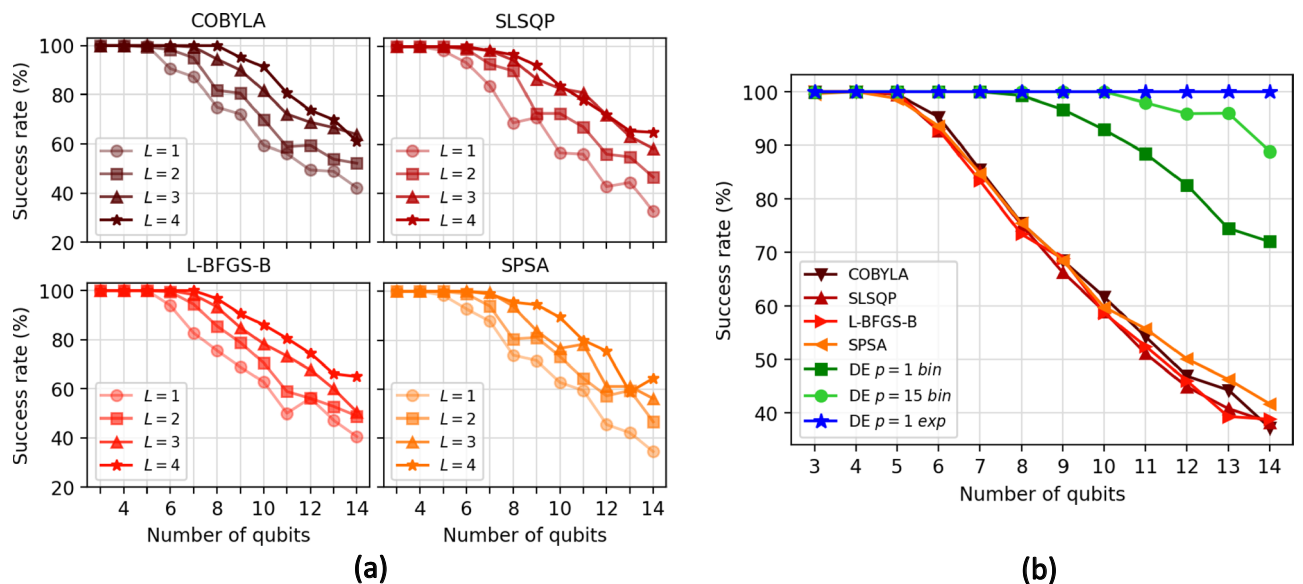 COBYLA
SLSQP
Success rate (%)
100
80
60
40
20
L = 1
L = 2
L = 3
L = 4
L = 1
L = 2
L = 3
L = 4
L-BFGS-B
SPSA
Success rate (%)
100
80
60
40
20
L = 1
L = 2
L = 3
L = 4
L = 1
L = 2
L = 3
L = 4
4 6 8 10 12 14
4 6 8 10 12 14
Number of qubits
Number of qubits
(a)
Success rate (%)
100
90
80
70
60
50
40
COBYLA
SLSQP
L-BFGS-B
SPSA
DE p = 1 bin
DE p = 15 bin
DE p = 1 exp
3 4 5 6 7 8 9 10 11 12 13 14
Number of qubits
(b)